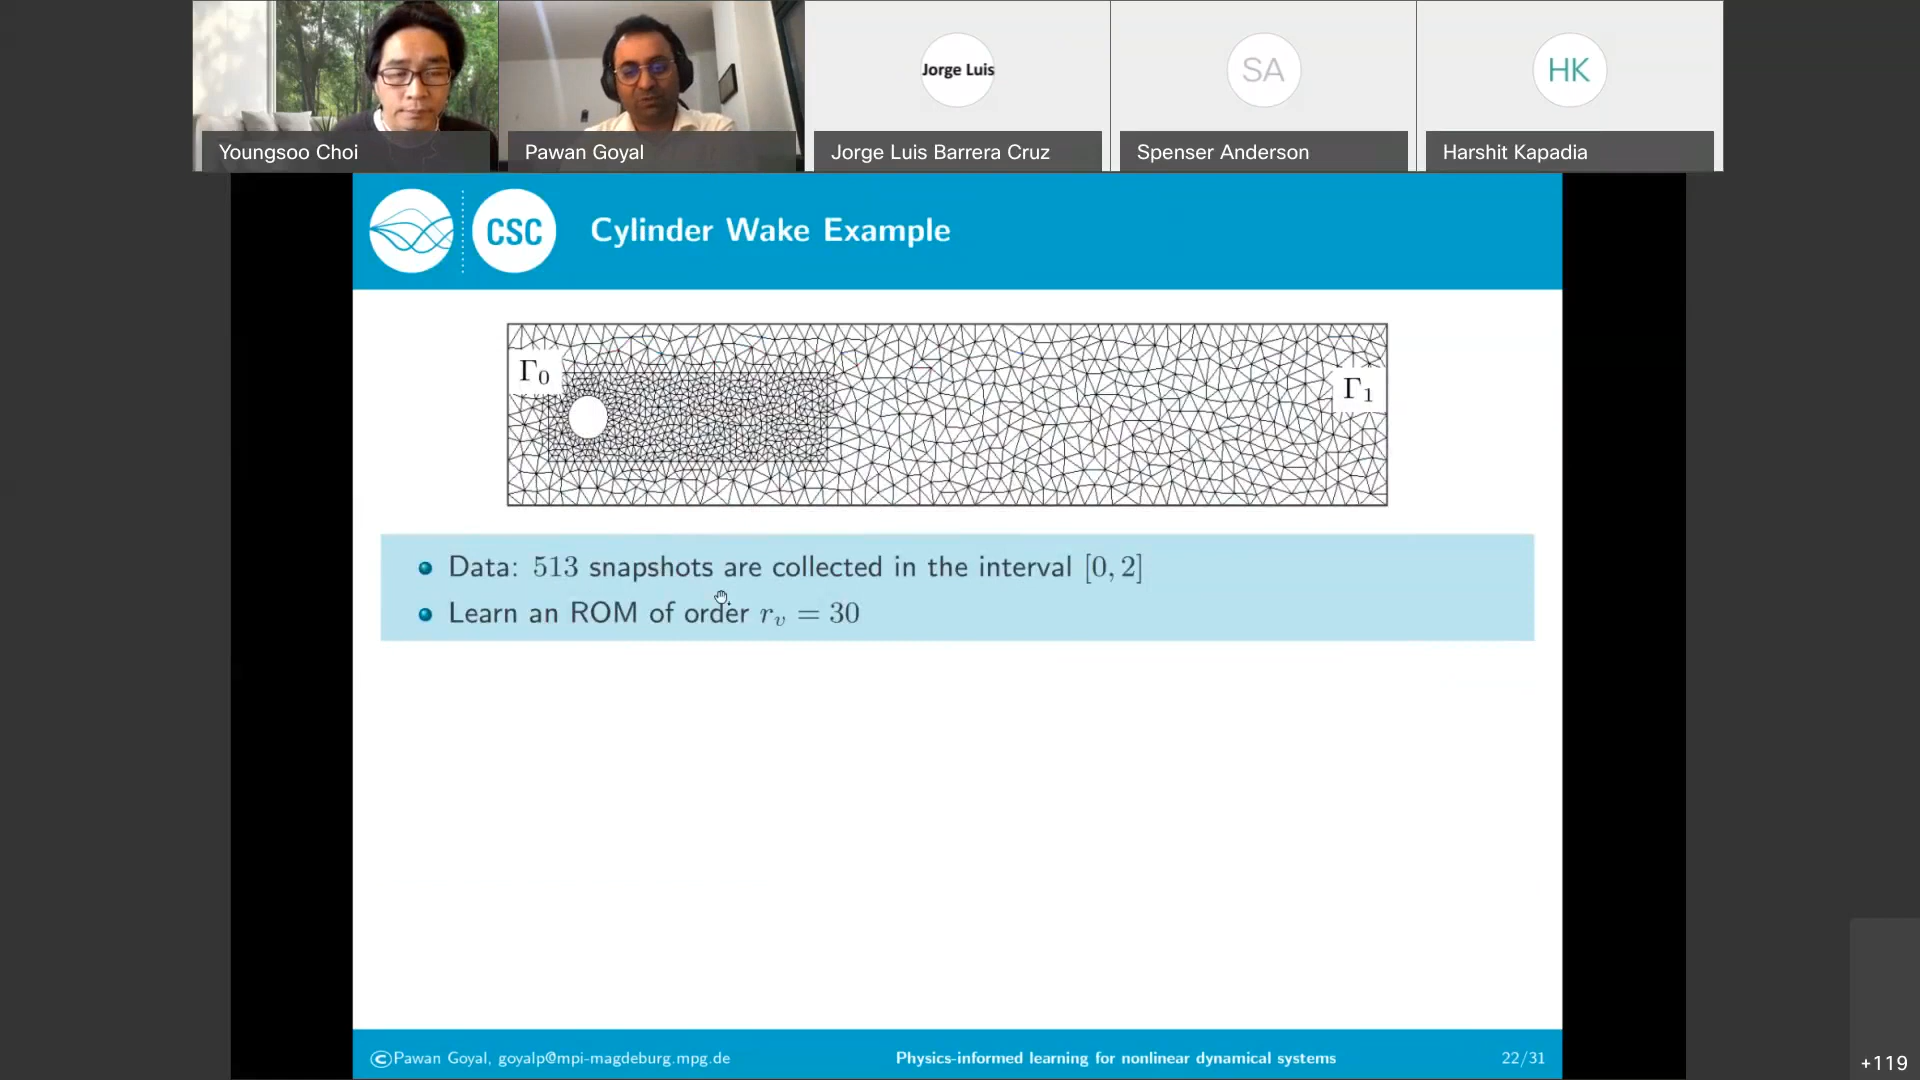 Jorge Luis
SA
HK
Youngsoo Choi
Pawan Goyal
Jorge Luis Barrera Cruz
Spenser Anderson
Harshit Kapadia
CSC
Cylinder Wake Example
Γ0
Γ1
Data: 513 snapshots are collected in the interval [0, 2]
Learn an ROM of order rv = 30
©Pawan Goyal, goyalp@mpi-magdeburg.mpg.de
Physics-informed learning for nonlinear dynamical systems
22/31
+119